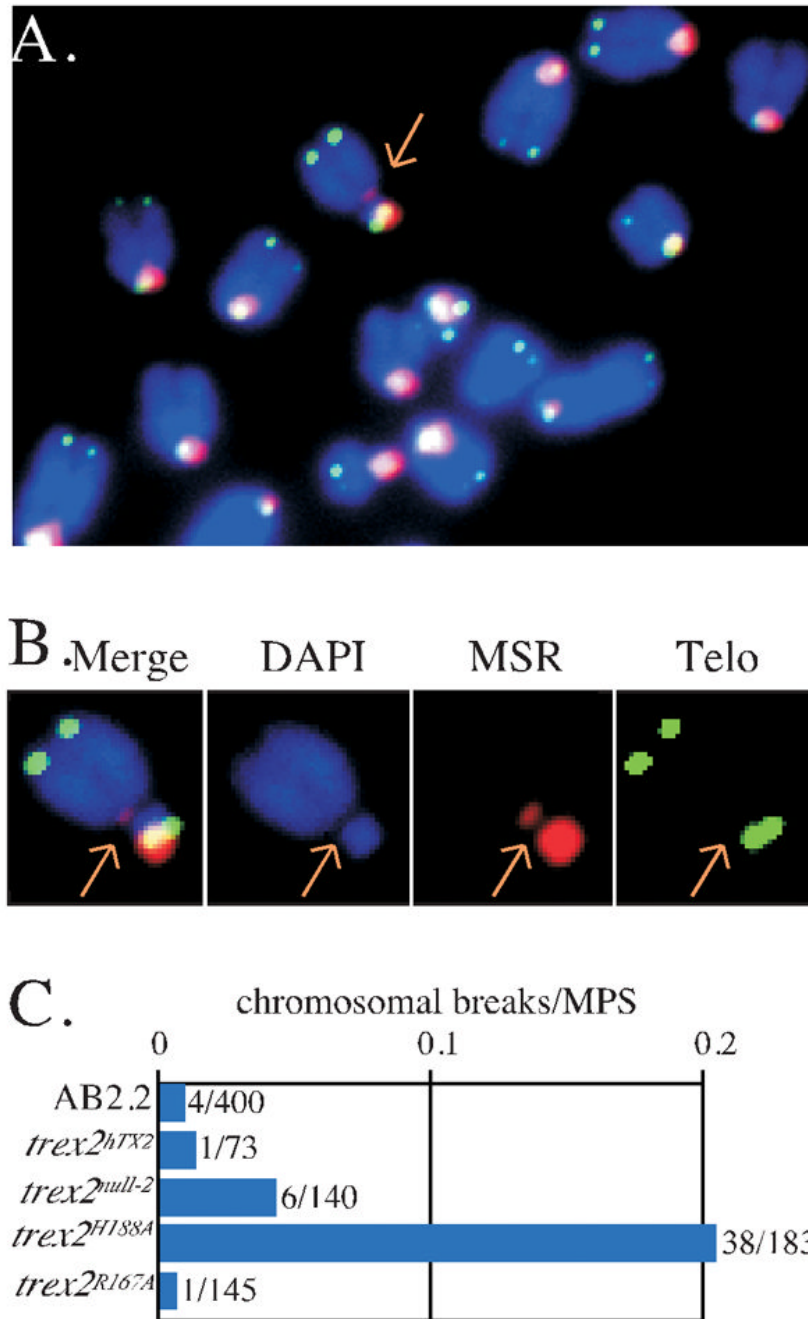 A.
B.
Merge DAPI MSR Telo
C.
chromosomal breaks/MPS
0 0.1 0.2
AB2.2 4/400
trex2hTX2 1/73
trex2null-2 6/140
trex2H188A 38/183
trex2R167A 1/145